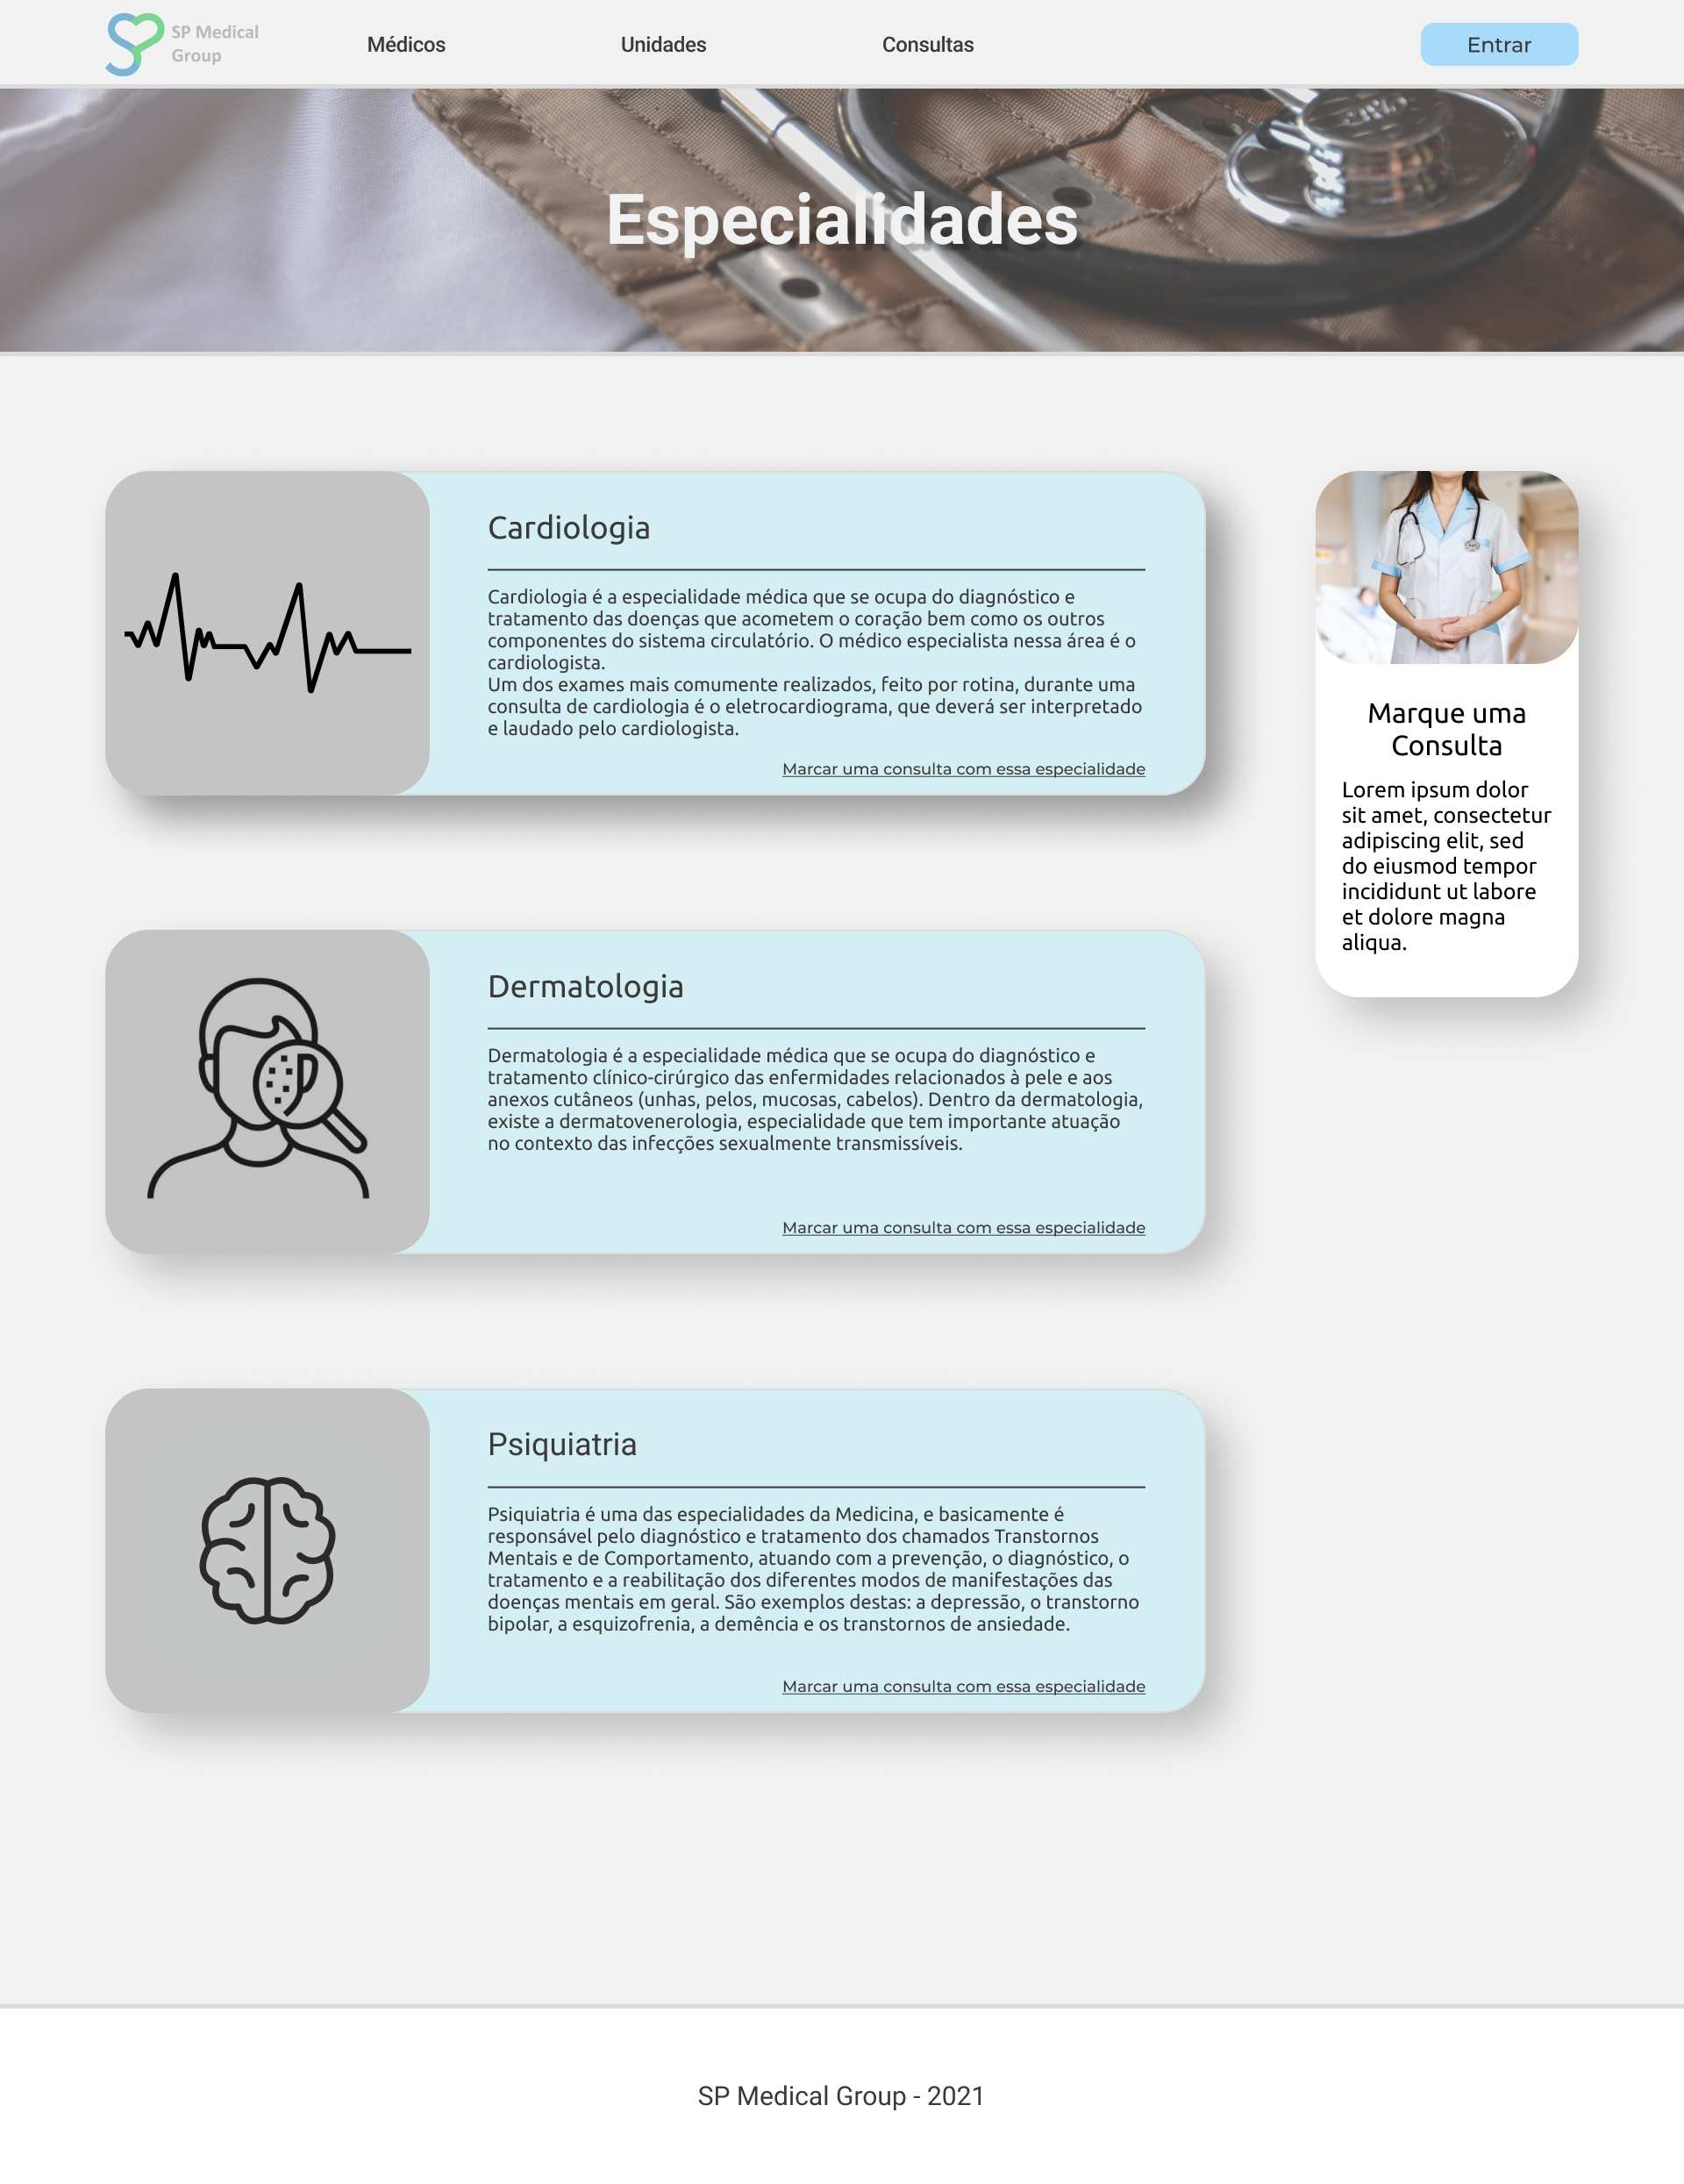 SP Medical
Group
Médicos
Unidades
Consultas
Entrar
Especialidades
Cardiologia
Cardiologia é a especialidade médica que se ocupa do diagnóstico e
tratamento das doenças que acometem o coração bem como os outros
componentes do sistema circulatório. O médico especialista nessa área é o
cardiologista.
Um dos exames mais comumente realizados, feito por rotina, durante uma
consulta de cardiologia é o eletrocardiograma, que deverá ser interpretado
e laudado pelo cardiologista.
Marcar uma consulta com essa especialidade
Marque uma
Consulta
Lorem ipsum dolor
sit amet, consectetur
adipiscing elit, sed
do eiusmod tempor
incididunt ut labore
et dolore magna
aliqua.
Dermatologia
Dermatologia é a especialidade médica que se ocupa do diagnóstico e
tratamento clínico-cirúrgico das enfermidades relacionados à pele e aos
anexos cutâneos (unhas, pelos, mucosas, cabelos). Dentro da dermatologia,
existe a dermatovenerologia, especialidade que tem importante atuação
no contexto das infecções sexualmente transmissíveis.
Marcar uma consulta com essa especialidade
Psiquiatria
Psiquiatria é uma das especialidades da Medicina, e basicamente é
responsável pelo diagnóstico e tratamento dos chamados Transtornos
Mentais e de Comportamento, atuando com a prevenção, o diagnóstico, o
tratamento e a reabilitação dos diferentes modos de manifestações das
doenças mentais em geral. São exemplos destas: a depressão, o transtorno
bipolar, a esquizofrenia, a demência e os transtornos de ansiedade.
Marcar uma consulta com essa especialidade
SP Medical Group - 2021